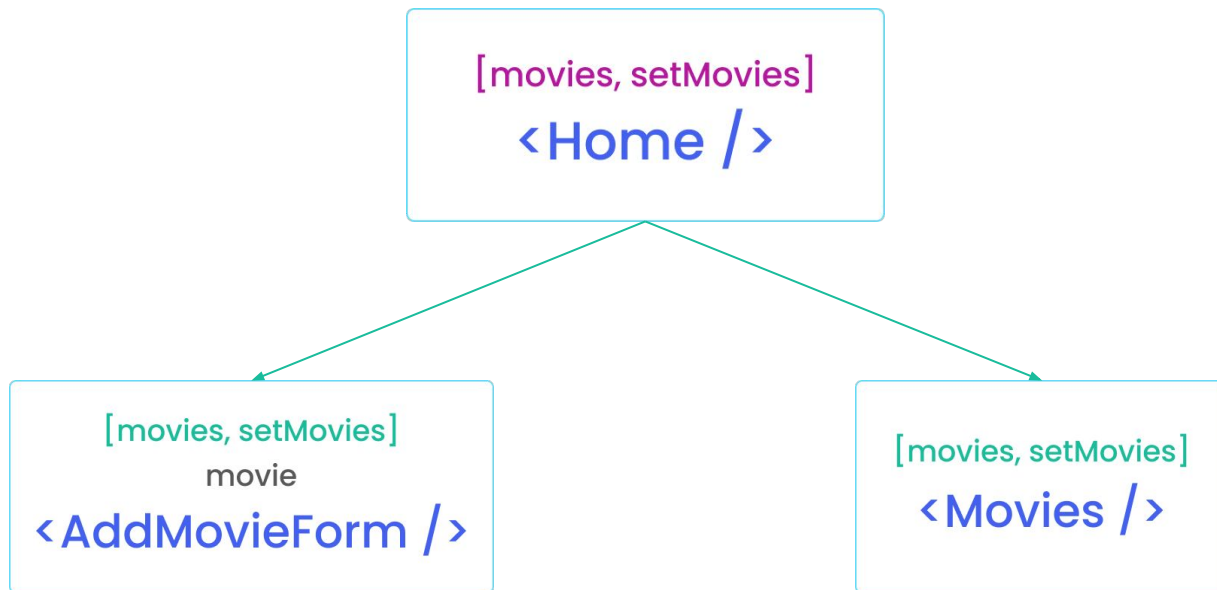 [movies, setMovies]
<Home />
[movies, setMovies]
movie
<AddMovieForm />
[movies, setMovies]
<Movies />